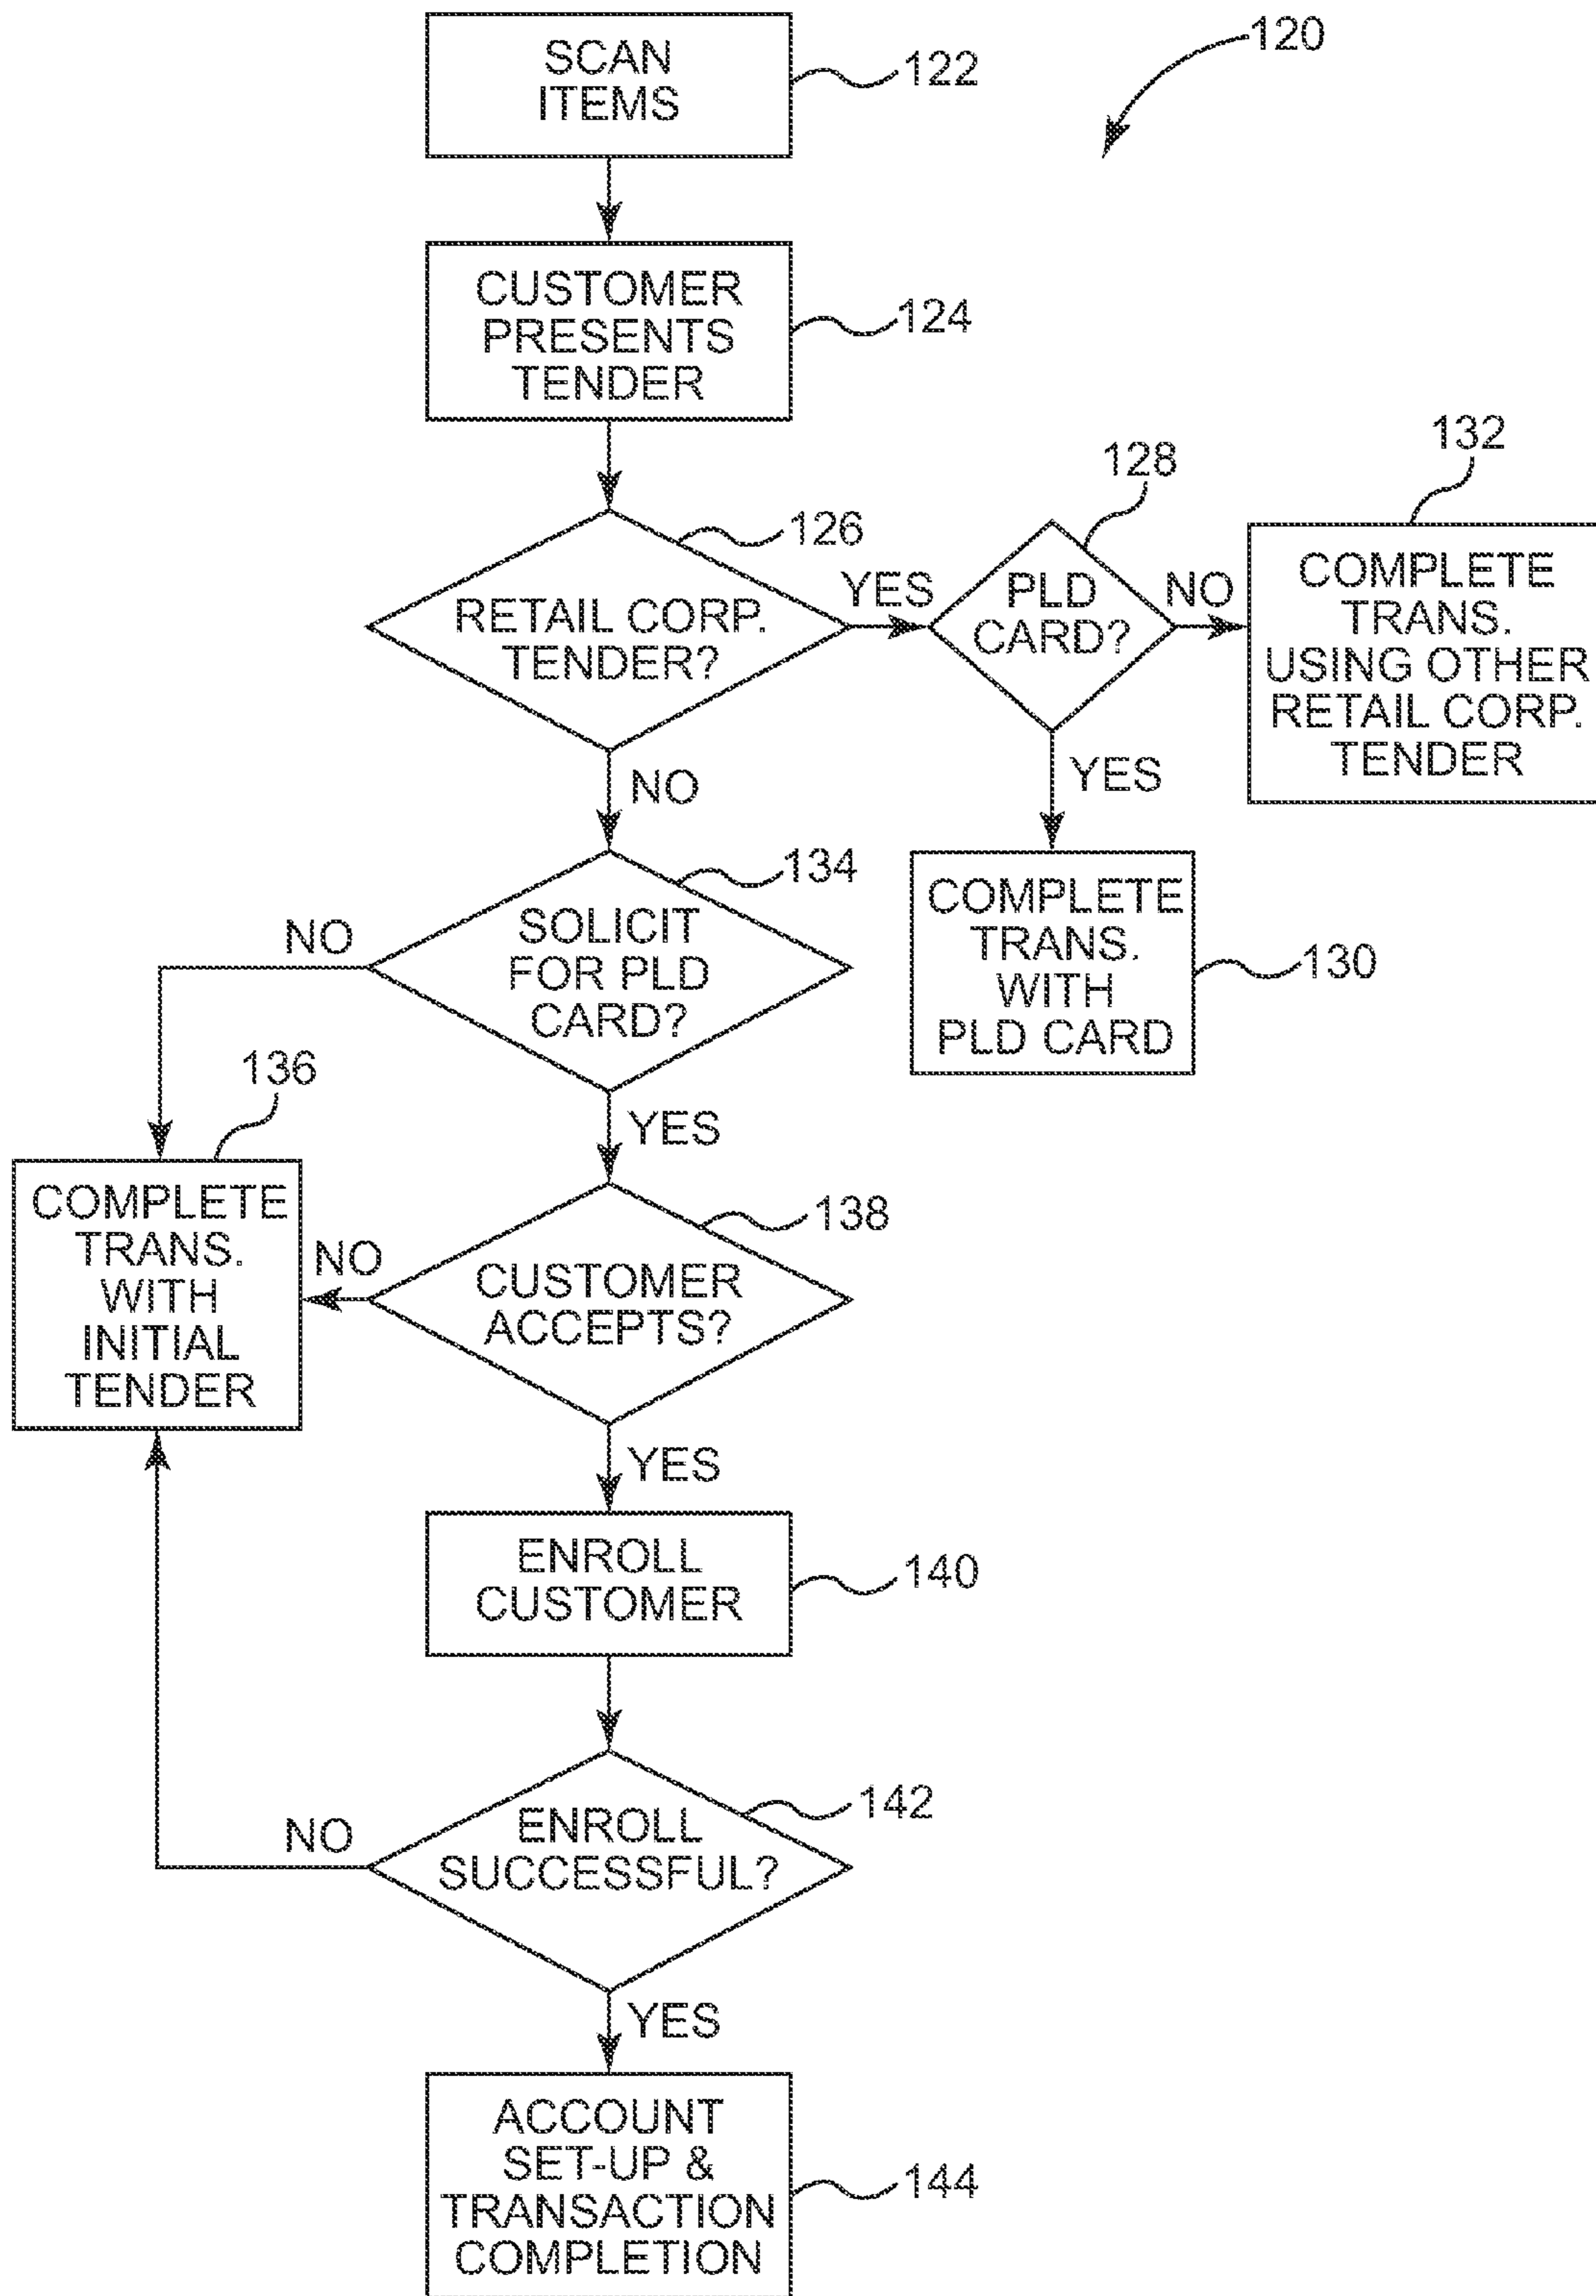 120
SCAN
ITEMS
122
CUSTOMER
PRESENTS
TENDER
124
126
RETAIL CORP.
TENDER?
YES
128
PLD
CARD?
NO
132
COMPLETE
TRANS.
USING OTHER
RETAIL CORP.
TENDER
YES
COMPLETE
TRANS.
WITH
PLD CARD
130
NO
134
SOLICIT
FOR PLD
CARD?
NO
136
COMPLETE
TRANS.
WITH
INITIAL
TENDER
YES
138
CUSTOMER
ACCEPTS?
NO
YES
ENROLL
CUSTOMER
140
142
ENROLL
SUCCESSFUL?
NO
YES
ACCOUNT
SET-UP &
TRANSACTION
COMPLETION
144